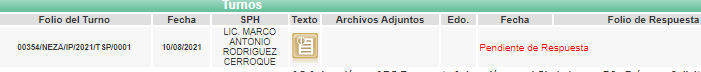 Turnos
Folio del Turno Fecha SPH Texto Archivos Adjuntos Edo. Fecha Folio de Respuesta
00354/NEZA/IP/2021/TSP/0001 10/08/2021 LIC. MARCO ANTONIO RODRIGUEZ CERROQUE Pendiente de Respuesta